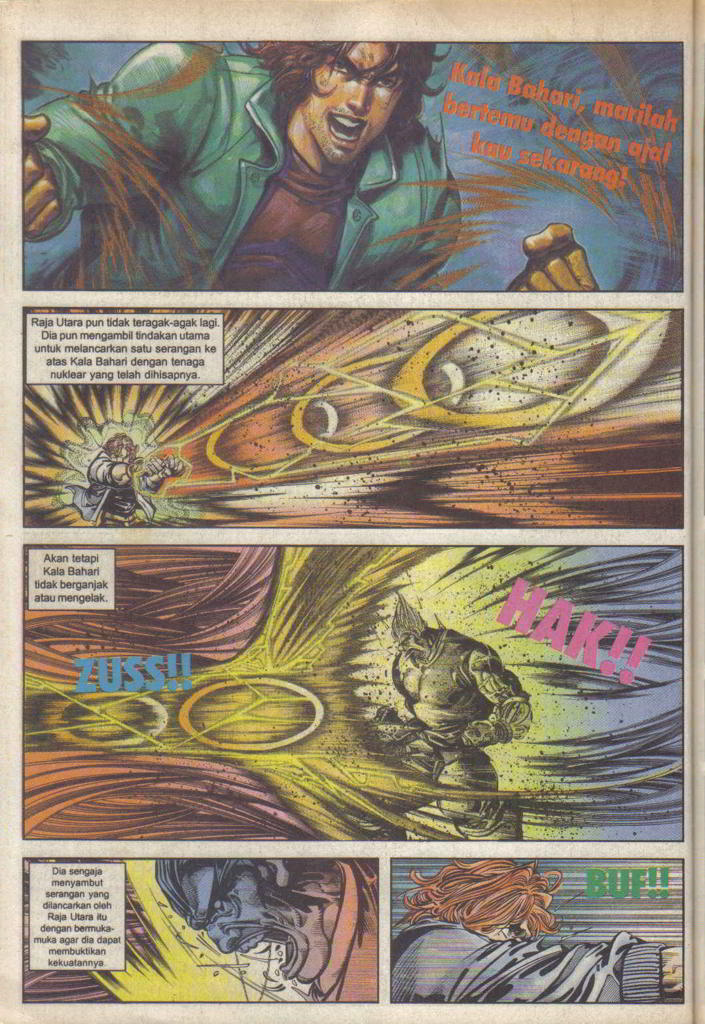 Kala Bahari, marilah
bertemu dengan ajal
kau sekarang!
Raja Utara pun tidak teragak-agak lagi.
Dia pun mengambil tindakan utama
untuk melancarkan satu serangan ke
atas Kala Bahari dengan tenaga
nuklear yang telah dihisapnya.
Akan tetapi
Kala Bahari
tidak berganjak
atau mengelak.
HAK!!
ZUSS!!
Dia sengaja
menyambut
serangan yang
dilancarkan oleh
Raja Utara itu
dengan bermuka-
muka agar dia dapat
membuktikan
kekuatannya.
BUF!!